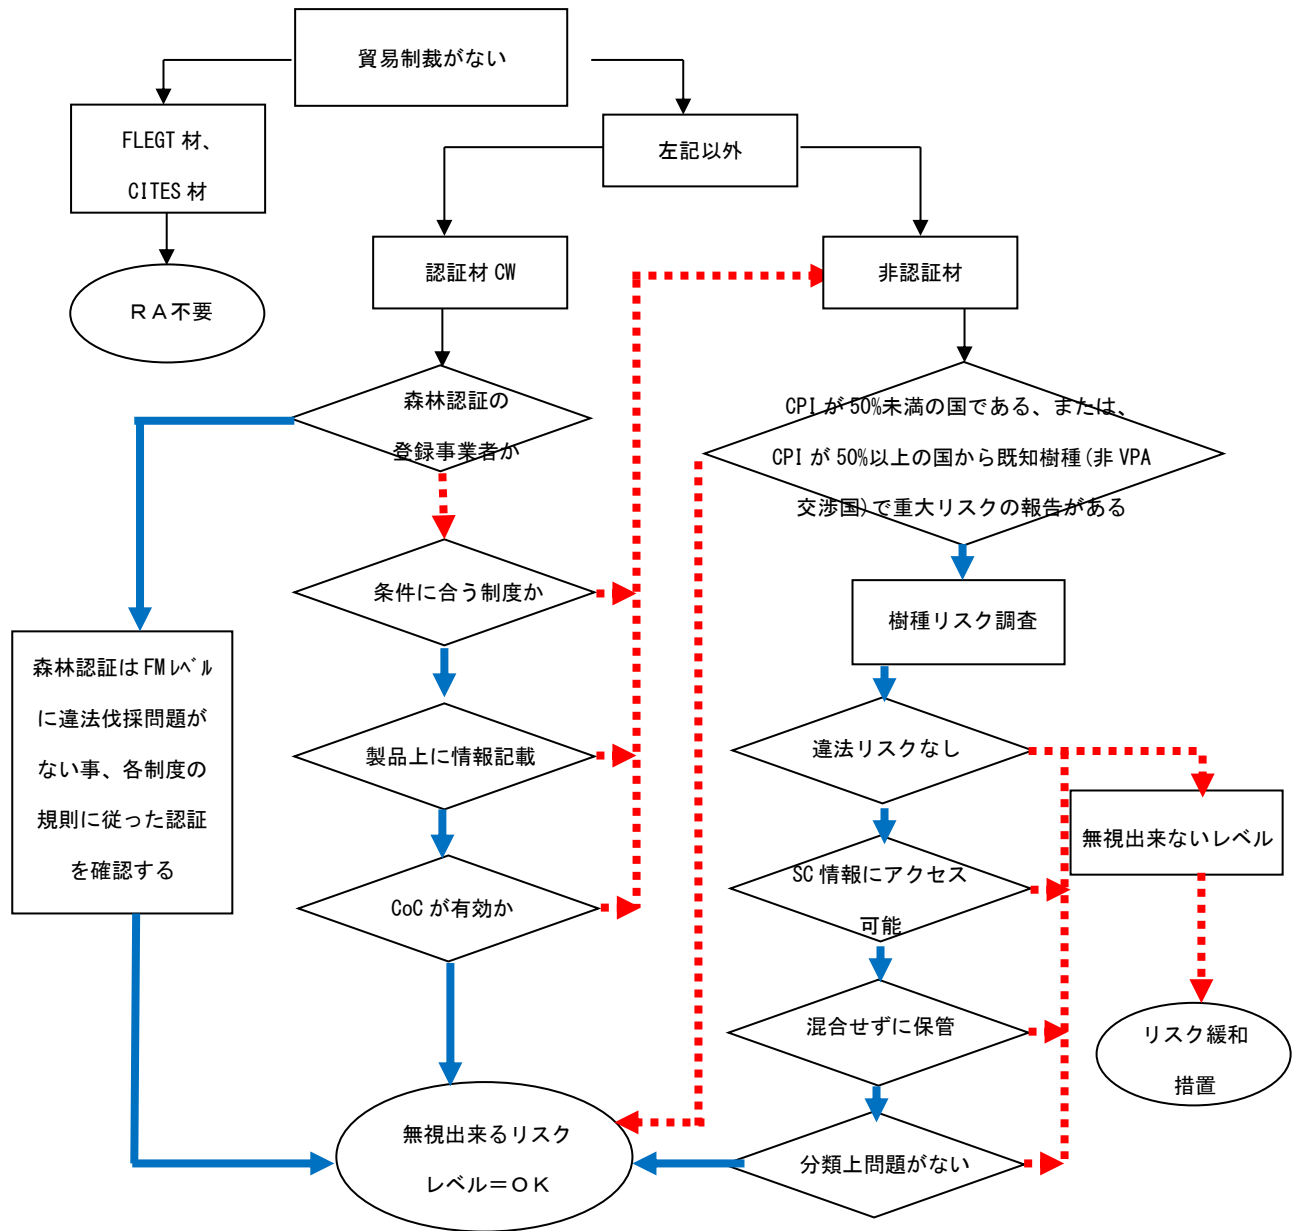 貿易制裁がない
FLEGT 材、
CITES 材
左記以外
ＲＡ不要
認証材 CW
非認証材
森林認証の
登録事業者か
CPI が 50%未満の国である、または、
CPI が 50%以上の国から既知樹種(非 VPA
交渉国)で重大リスクの報告がある
条件に合う制度か
樹種リスク調査
森林認証は FM ﾚﾍﾞﾙ
に違法伐採問題が
ない事、各制度の
規則に従った認証
を確認する
製品上に情報記載
違法リスクなし
無視出来ないレベル
CoC が有効か
SC 情報にアクセス
可能
混合せずに保管
リスク緩和
措置
無視出来るリスク
レベル＝ＯＫ
分類上問題がない